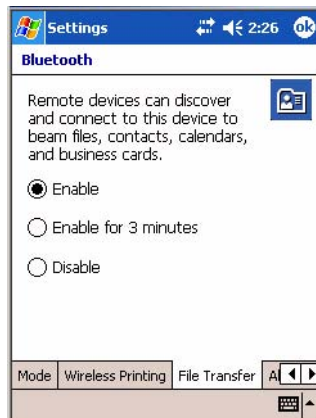 Settings 2:26 ok
Bluetooth
Remote devices can discover
and connect to this device to
beam files, contacts, calendars,
and business cards.
Enable
Enable for 3 minutes
Disable
Mode Wireless Printing File Transfer A